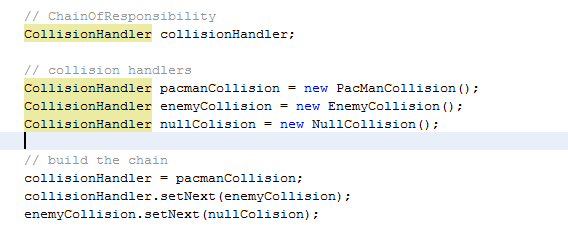 // ChainOfResponsibility
CollisionHandler collisionHandler;
// collision handlers
CollisionHandler pacmanCollision = new PacManCollision();
CollisionHandler enemyCollision = new EnemyCollision();
CollisionHandler nullColision = new NullCollision();
// build the chain
collisionHandler = pacmanCollision;
collisionHandler.setNext(enemyCollision);
enemyCollision.setNext(nullColision);